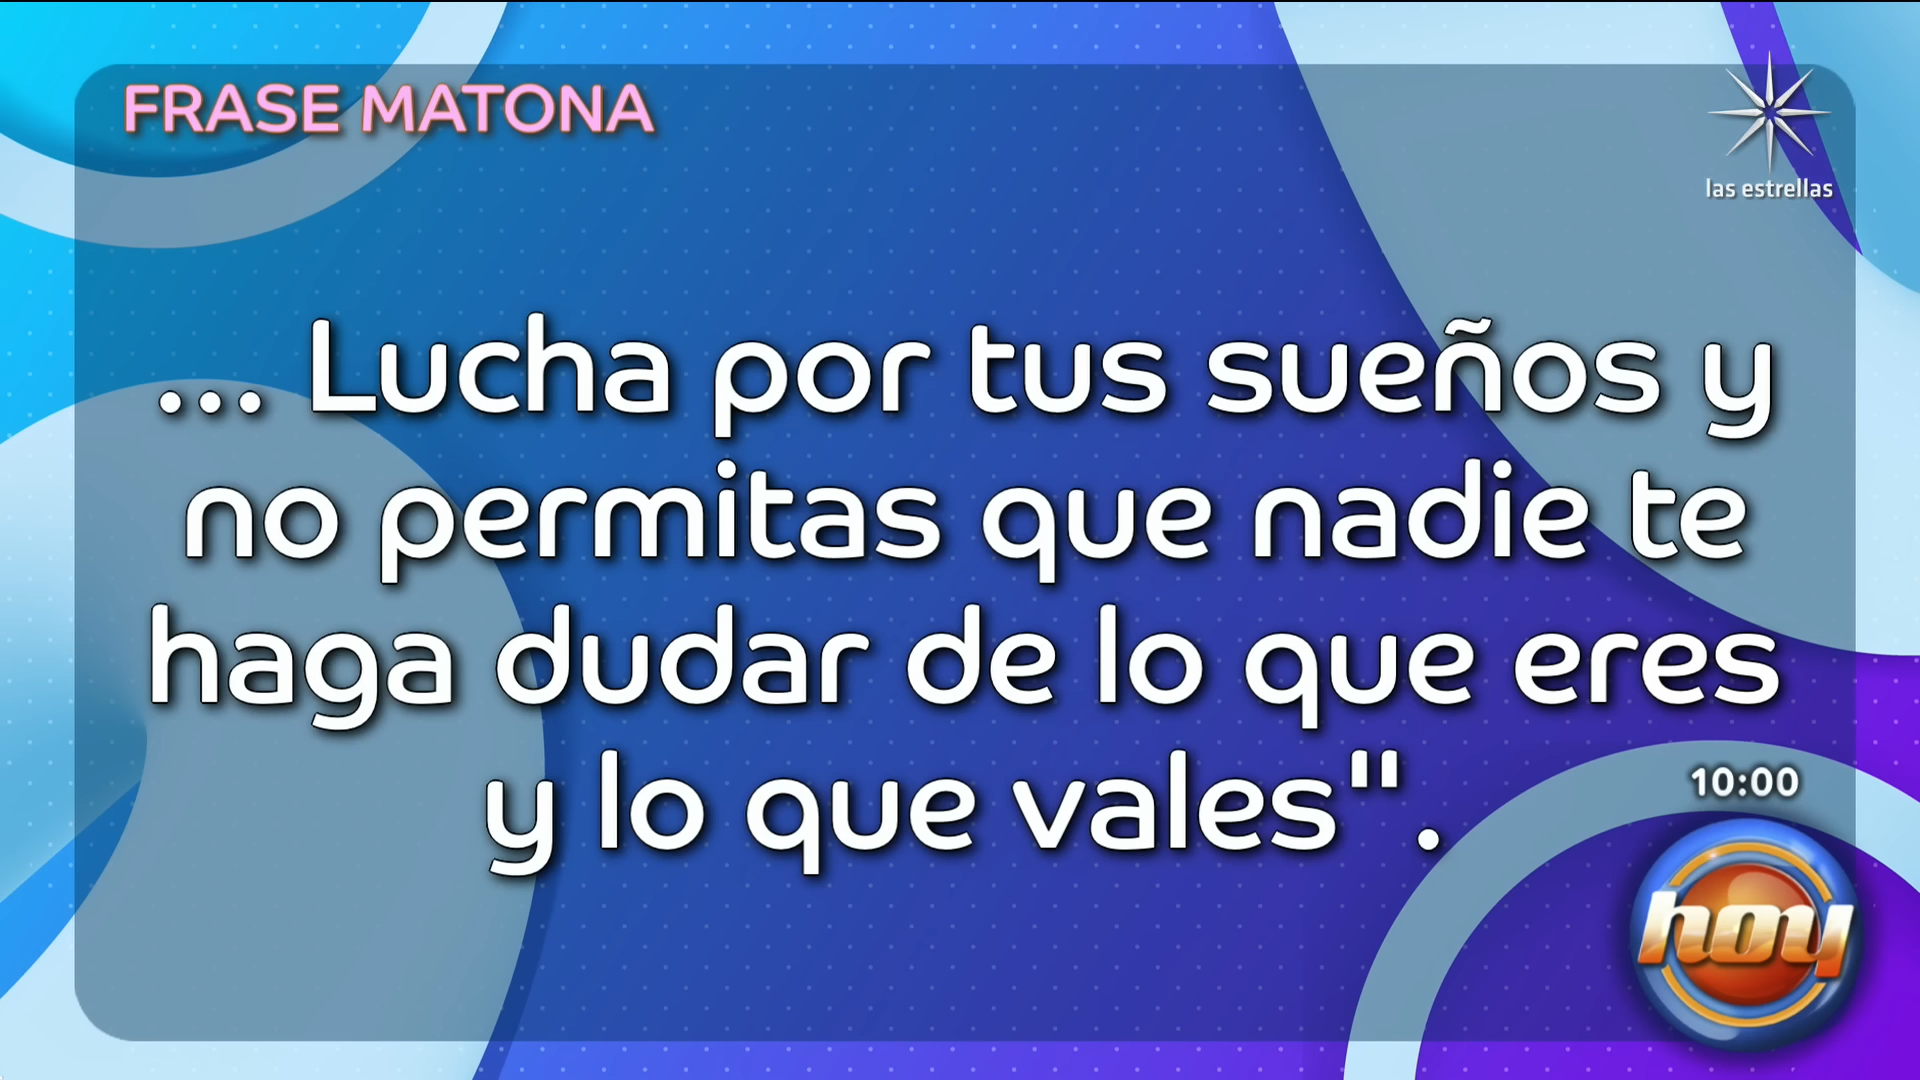 FRASE MATONA
las estrellas
... Lucha por tus sueños y
no permitas que nadie te
haga dudar de lo que eres
y lo que vales".
10:00
hoy